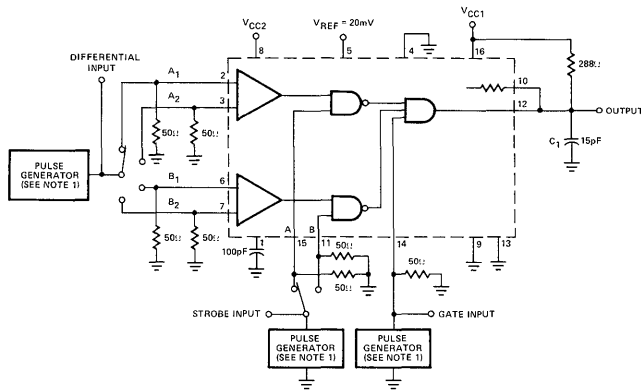 VCC2
VREF = 20mV
VCC1
8
5
4
16
DIFFERENTIAL
INPUT
A1
2
10
288Ω
A2
3
12
OUTPUT
50Ω
50Ω
C1
15pF
PULSE
GENERATOR
(SEE NOTE 1)
B1
6
B2
7
A
B
50Ω
50Ω
100pF
1
15
11
50Ω
14
9
13
50Ω
50Ω
STROBE INPUT
GATE INPUT
PULSE
GENERATOR
(SEE NOTE 1)
PULSE
GENERATOR
(SEE NOTE 1)